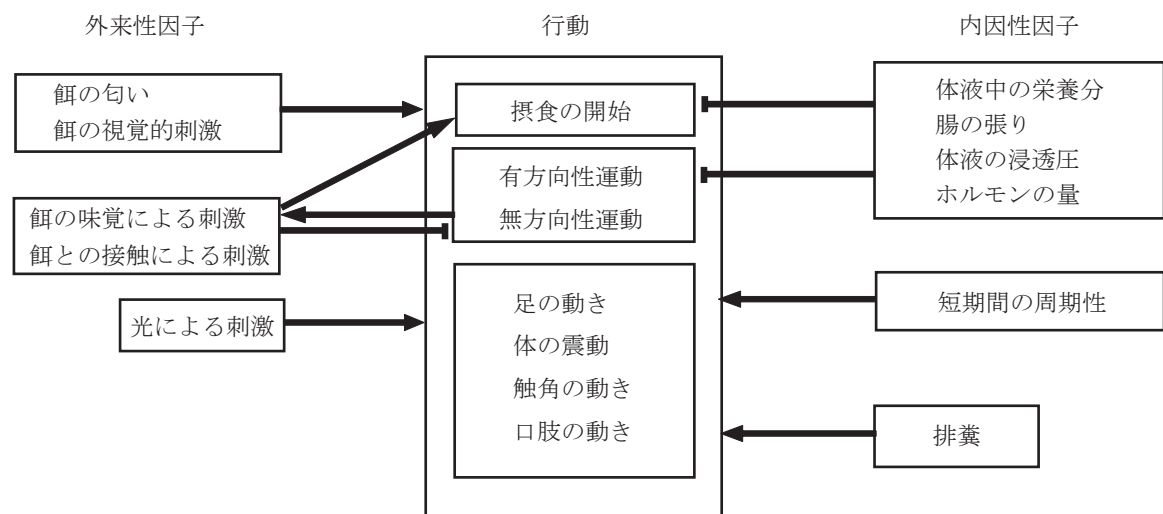 外来性因子
行動
内因性因子
餌の匂い
餌の視覚的刺激
餌の味覚による刺激
餌との接触による刺激
光による刺激
摂食の開始
有方向性運動
無方向性運動
足の動き
体の震動
触角の動き
口肢の動き
体液中の栄養分
腸の張り
体液の浸透圧
ホルモンの量
短期間の周期性
排糞